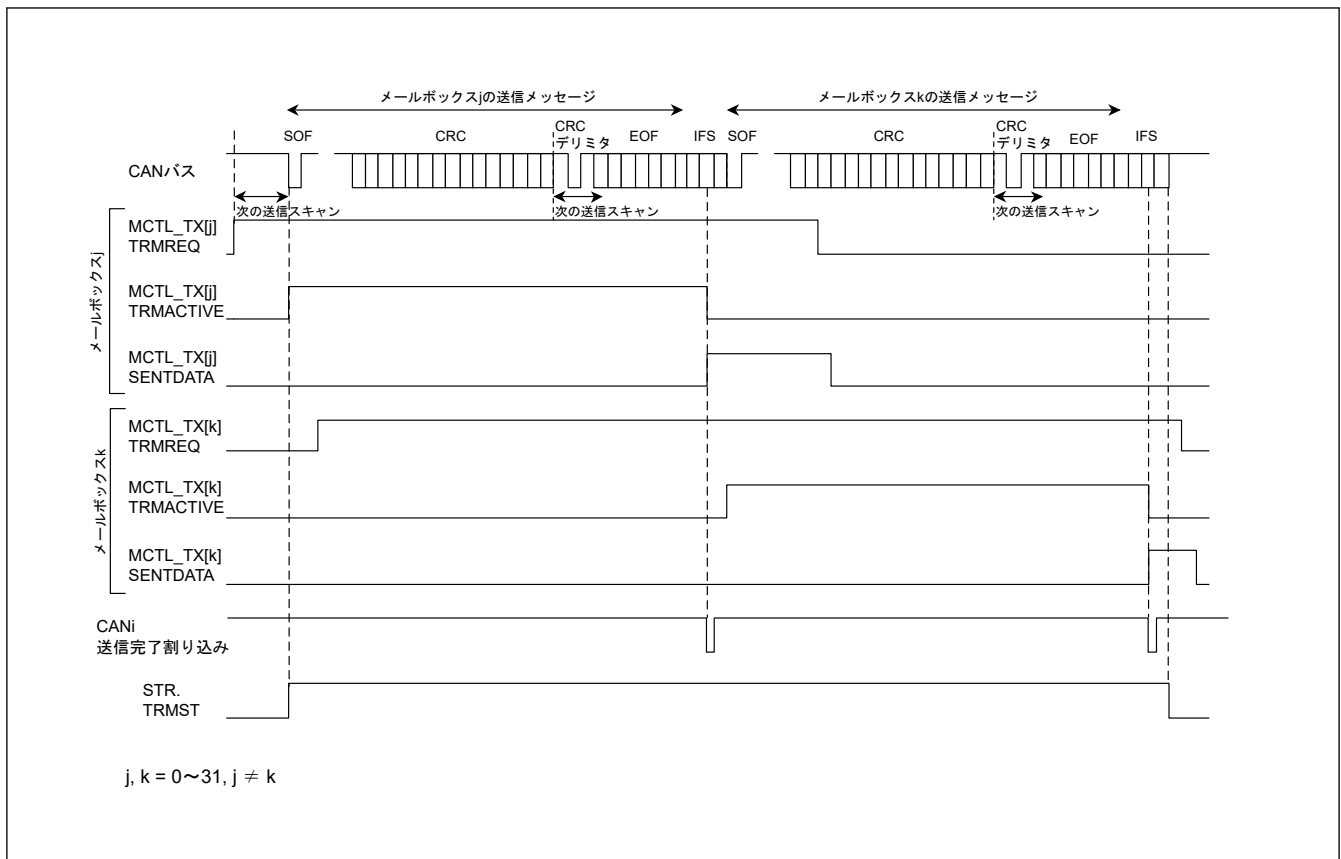 メールボックスjの送信メッセージ
メールボックスkの送信メッセージ
SOF
CRC
CRC
デリミタ
EOF
IFS
SOF
CRC
CRC
デリミタ
EOF
IFS
CANバス
次の送信スキャン
次の送信スキャン
次の送信スキャン
メールボックスj
MCTL_TX[j]
TRMREQ
MCTL_TX[j]
TRMACTIVE
MCTL_TX[j]
SENTDATA
メールボックスk
MCTL_TX[k]
TRMREQ
MCTL_TX[k]
TRMACTIVE
MCTL_TX[k]
SENTDATA
CANi
送信完了割り込み
STR.
TRMST
j, k = 0～31, j ≠ k